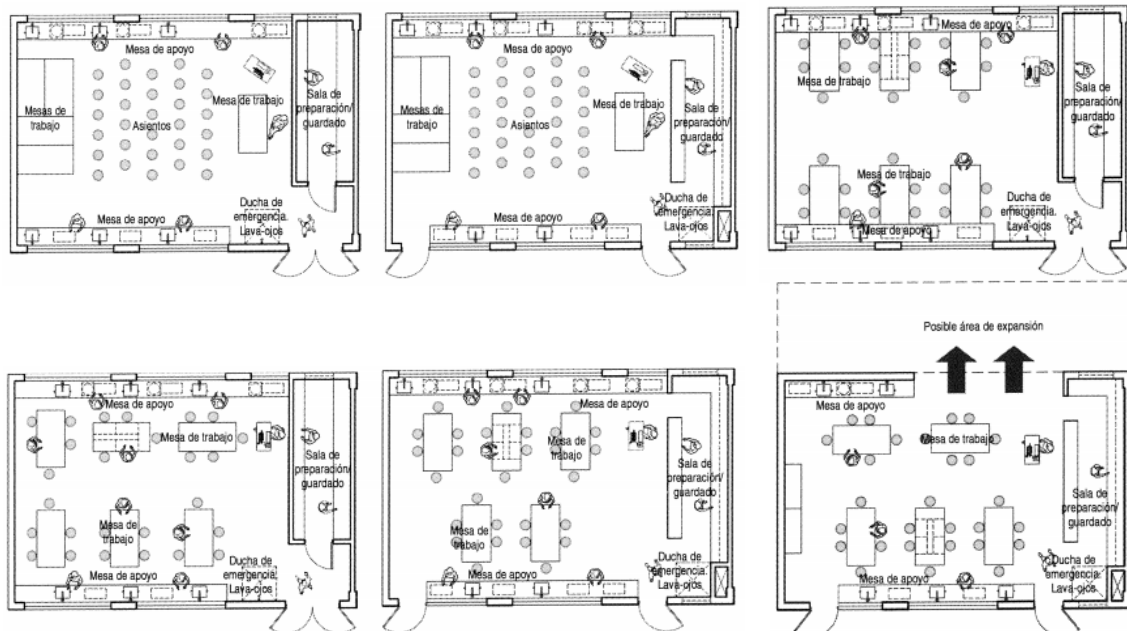 Mesa de apoyo
Mesas de
trabajo
Asientos
Mesa de trabajo
Sala de
preparación/
guardado
Mesa de apoyo
Ducha de
emergencia.
Lava-ojos
Mesa de apoyo
Mesas de
trabajo
Asientos
Mesa de trabajo
Sala de
preparación/
guardado
Mesa de apoyo
Ducha de
emergencia.
Lava-ojos
Mesa de apoyo
Mesa de trabajo
Sala de
preparación/
guardado
Mesa de trabajo
Ducha de
emergencia.
Lava-ojos
Mesa de apoyo
Mesa de apoyo
Mesa de trabajo
Sala de
preparación/
guardado
Mesa de
trabajo
Mesa de apoyo
Ducha de
emergencia.
Lava-ojos
Mesa de apoyo
Mesa de
trabajo
Sala de
preparación/
guardado
Mesa de
trabajo
Mesa de apoyo
Ducha de
emergencia.
Lava-ojos
Posible área de expansión
Mesa de apoyo
Mesa de trabajo
Sala de
preparación/
guardado
Mesa de apoyo
Ducha de
emergencia.
Lava-ojos